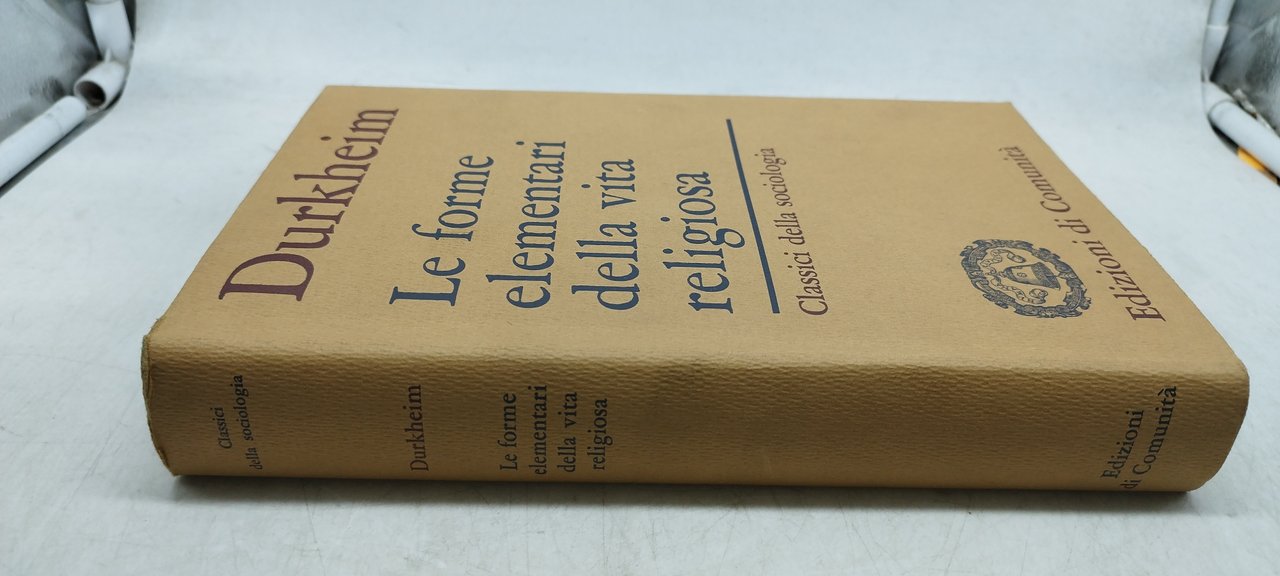 Durkheim
Le forme
elementari
della vita
religiosa
Classici della sociologia
Edizioni di Comunità
Classici
della sociologia
Durkheim
Le forme
elementari
della vita
religiosa
Edizioni
di Comunità